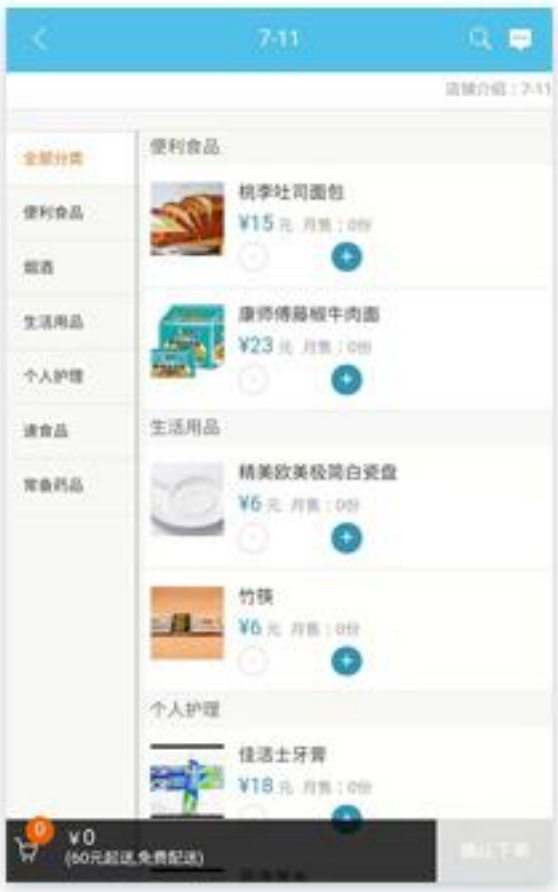 7-11
店铺介绍：7-11
全部分类
便利食品
烟酒
生活用品
个人护理
速食品
常备药品
便利食品
桃李吐司面包
¥15 元 月售：0份
康师傅藤椒牛肉面
¥23 元 月售：0份
生活用品
精美欧美极简白瓷盘
¥6 元 月售：0份
竹筷
¥6 元 月售：0份
个人护理
佳洁士牙膏
¥18 元 月售：0份
0
¥0
(60元起送,免费配送)
确认下单